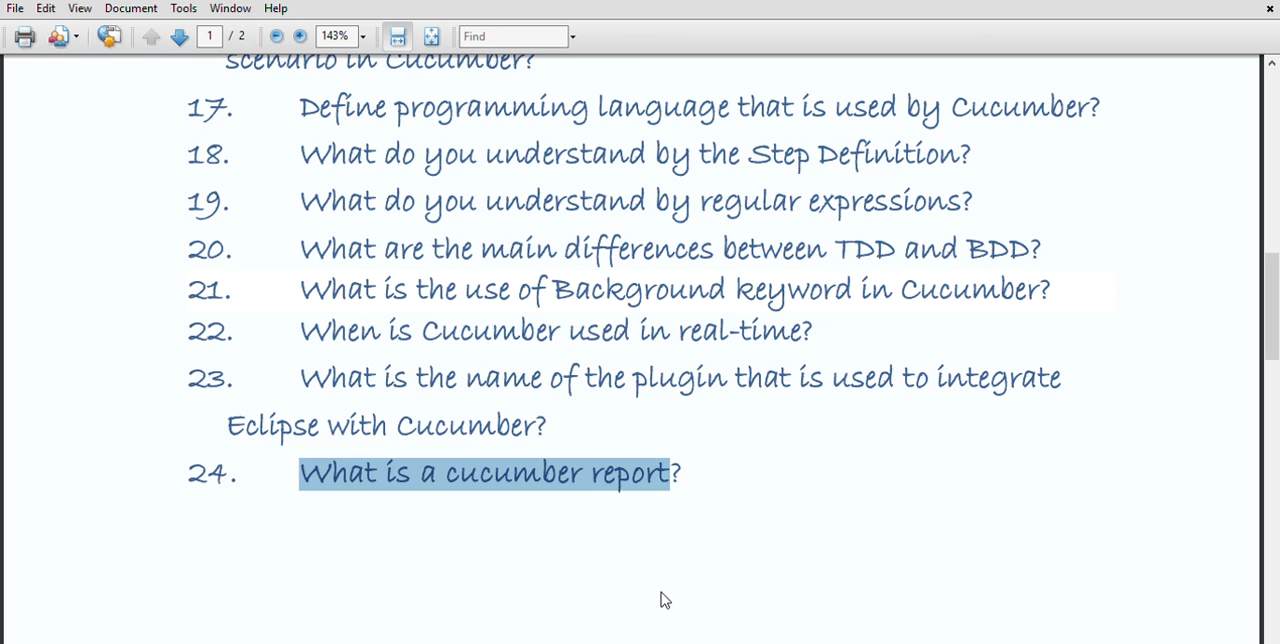 File Edit View Document Tools Window Help
1 / 2 143% Find
scenario in Cucumber?
17. Define programming language that is used by Cucumber?
18. What do you understand by the Step Definition?
19. What do you understand by regular expressions?
20. What are the main differences between TDD and BDD?
21. What is the use of Background keyword in Cucumber?
22. When is Cucumber used in real-time?
23. What is the name of the plugin that is used to integrate
Eclipse with Cucumber?
24. What is a cucumber report?